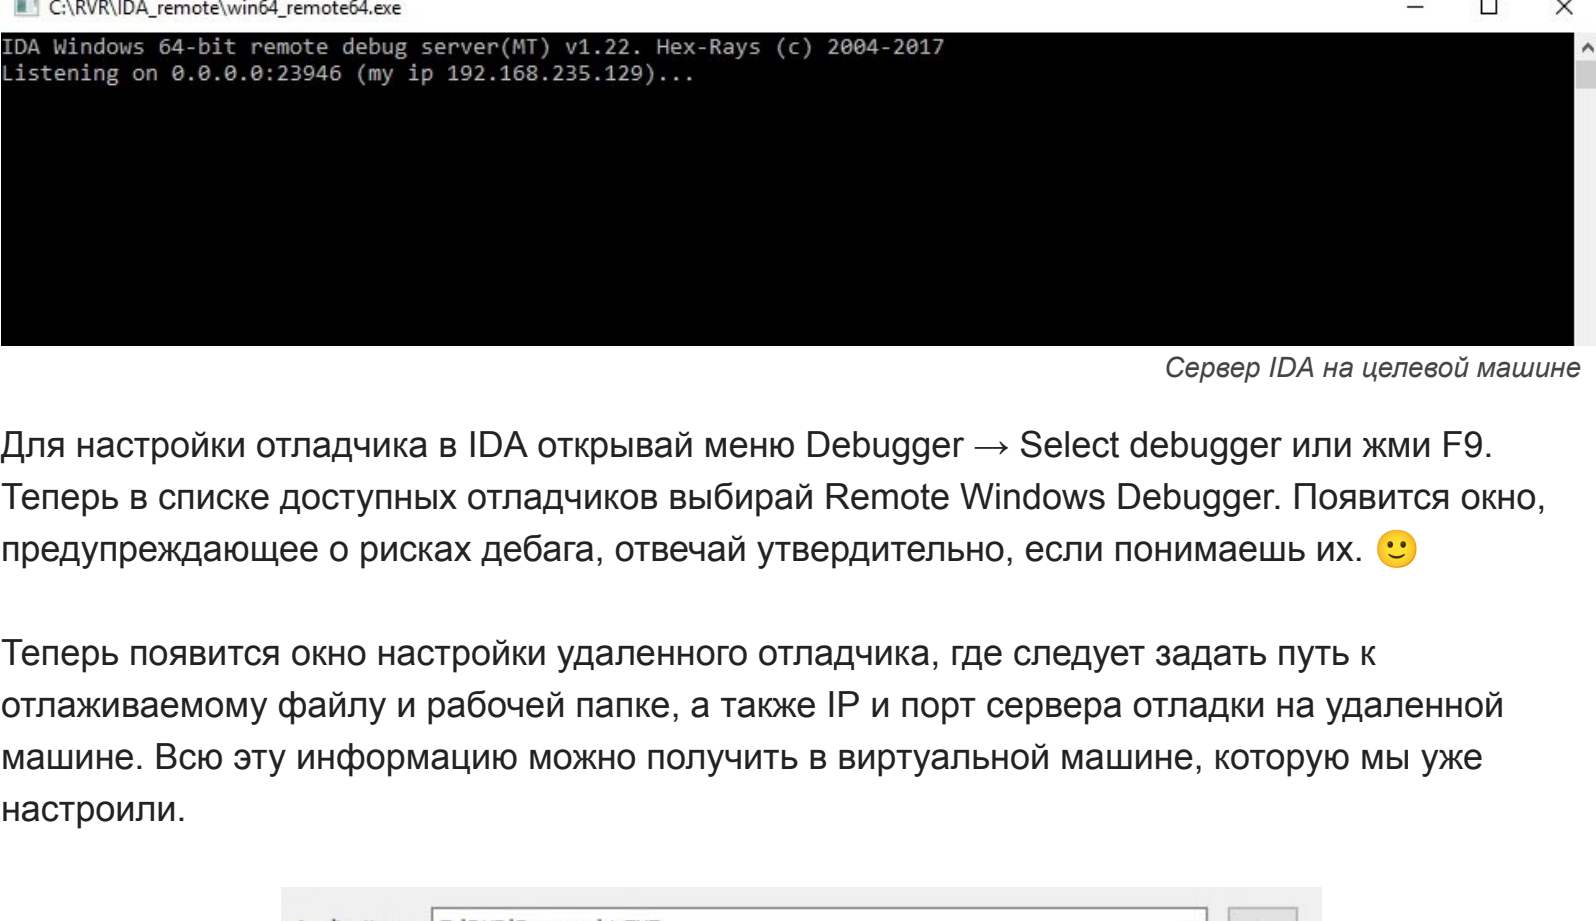 C:\RVR\IDA_remote\win64_remote64.exe
IDA Windows 64-bit remote debug server(MT) v1.22. Hex-Rays (c) 2004-2017
Listening on 0.0.0.0:23946 (my ip 192.168.235.129)...
Сервер IDA на целевой машине
Для настройки отладчика в IDA открывай меню Debugger → Select debugger или жми F9.
Теперь в списке доступных отладчиков выбирай Remote Windows Debugger. Появится окно,
предупреждающее о рисках дебага, отвечай утвердительно, если понимаешь их. 🙂
Теперь появится окно настройки удаленного отладчика, где следует задать путь к
отлаживаемому файлу и рабочей папке, а также IP и порт сервера отладки на удаленной
машине. Всю эту информацию можно получить в виртуальной машине, которую мы уже
настроили.